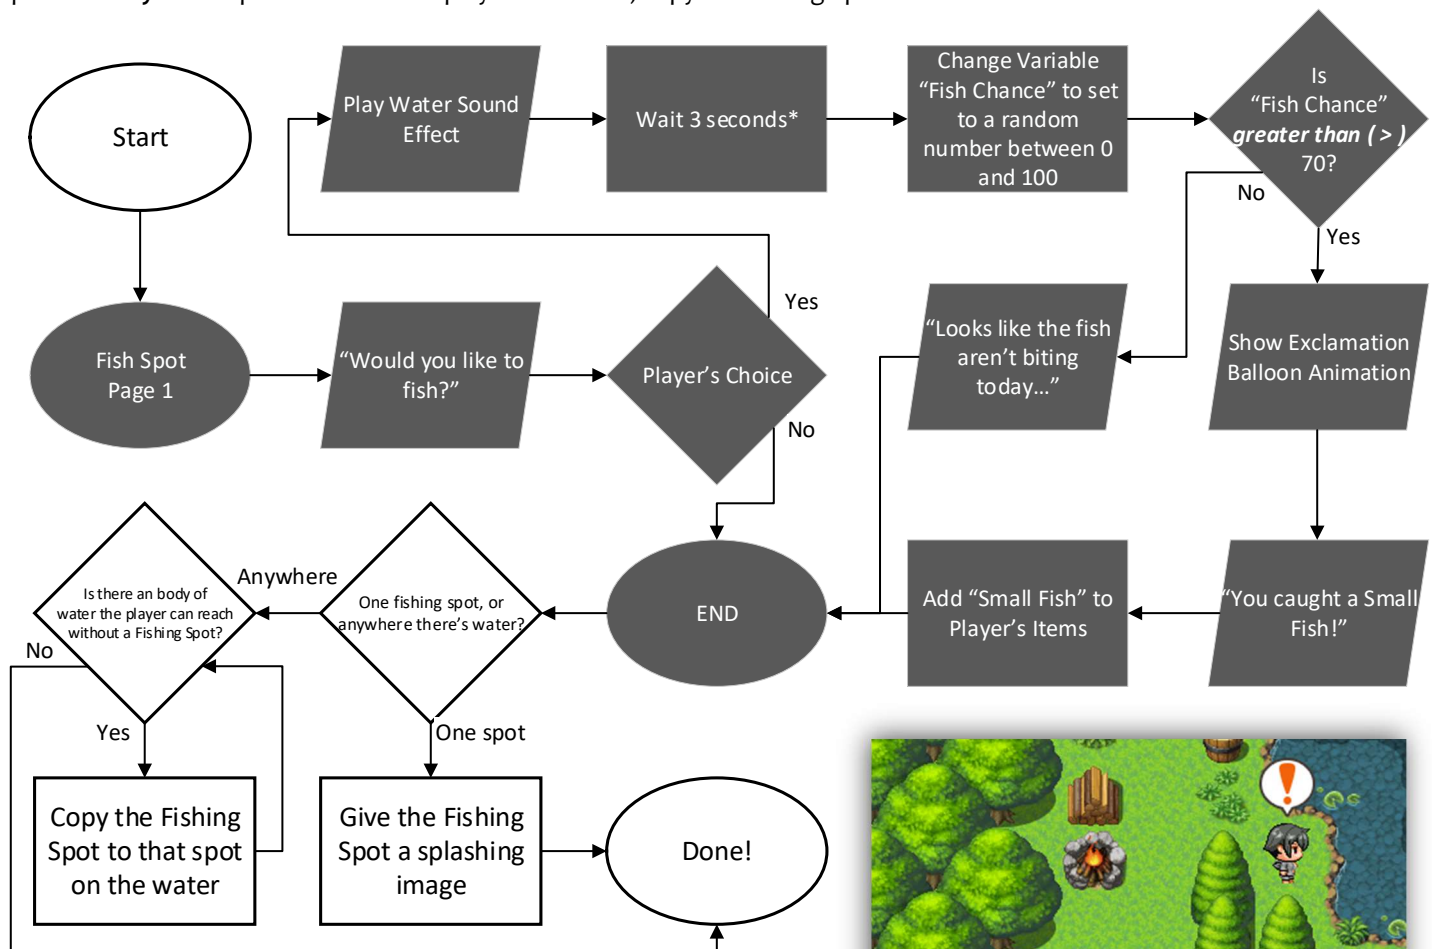 Start
Play Water Sound
Effect
Wait 3 seconds*
Change Variable
“Fish Chance” to set
to a random
number between 0
and 100
Is
“Fish Chance”
greater than ( > )
70?
No
Yes
Fish Spot
Page 1
“Would you like to
fish?”
Player’s Choice
Yes
No
“Looks like the fish
aren’t biting
today…”
Show Exclamation
Balloon Animation
Is there an body of
water the player can reach
without a Fishing Spot?
Anywhere
No
Yes
One fishing spot, or
anywhere there’s water?
One spot
END
Add “Small Fish” to
Player’s Items
“You caught a Small
Fish!”
Copy the Fishing
Spot to that spot
on the water
Give the Fishing
Spot a splashing
image
Done!